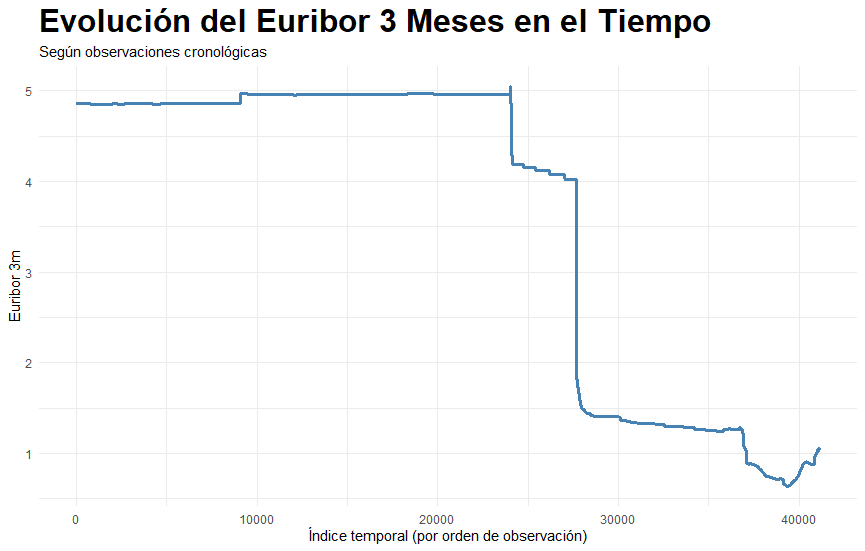 Evolución del Euribor 3 Meses en el Tiempo
Según observaciones cronológicas
Euribor 3m
5
4
3
2
1
0
10000
20000
30000
40000
Índice temporal (por orden de observación)